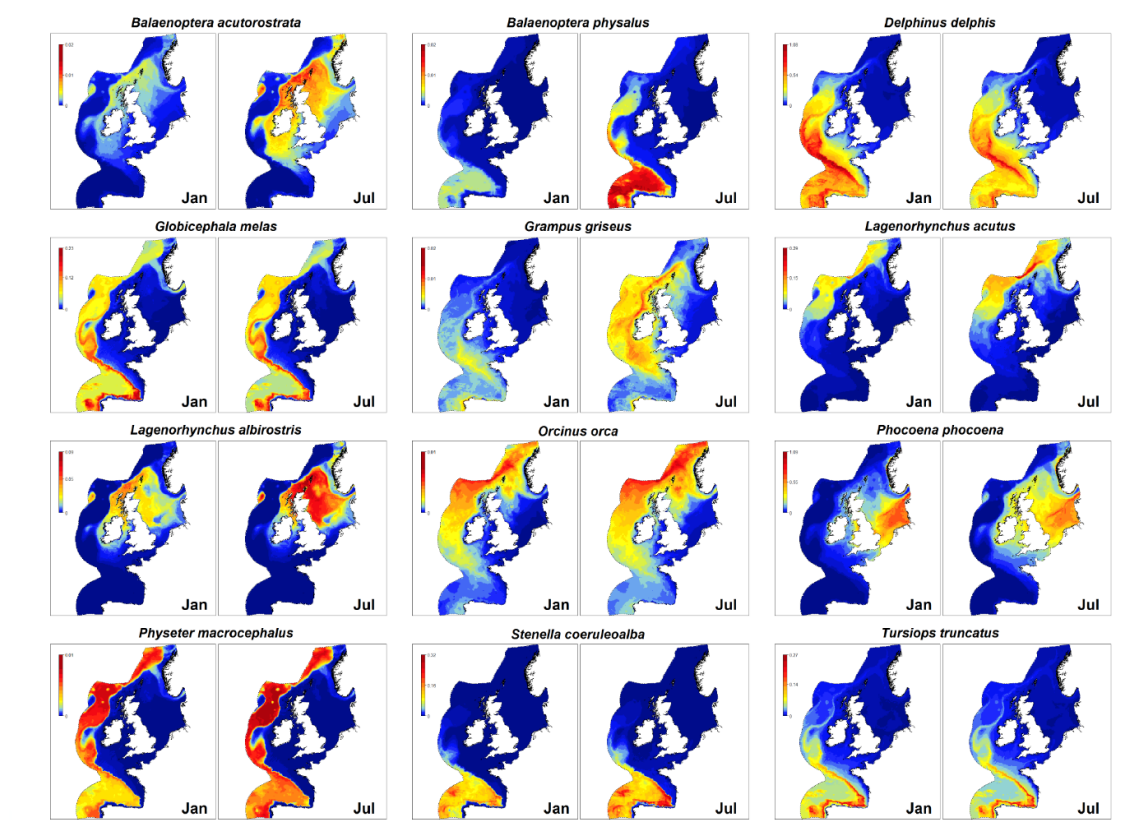 Balaenoptera acutorostrata
Balaenoptera physalus
Delphinus delphis
Jan
Jul
Jan
Jul
Jan
Jul
Globicephala melas
Grampus griseus
Lagenorhynchus acutus
Jan
Jul
Jan
Jul
Jan
Jul
Lagenorhynchus albirostris
Orcinus orca
Phocoena phocoena
Jan
Jul
Jan
Jul
Jan
Jul
Physeter macrocephalus
Stenella coeruleoalba
Tursiops truncatus
Jan
Jul
Jan
Jul
Jan
Jul